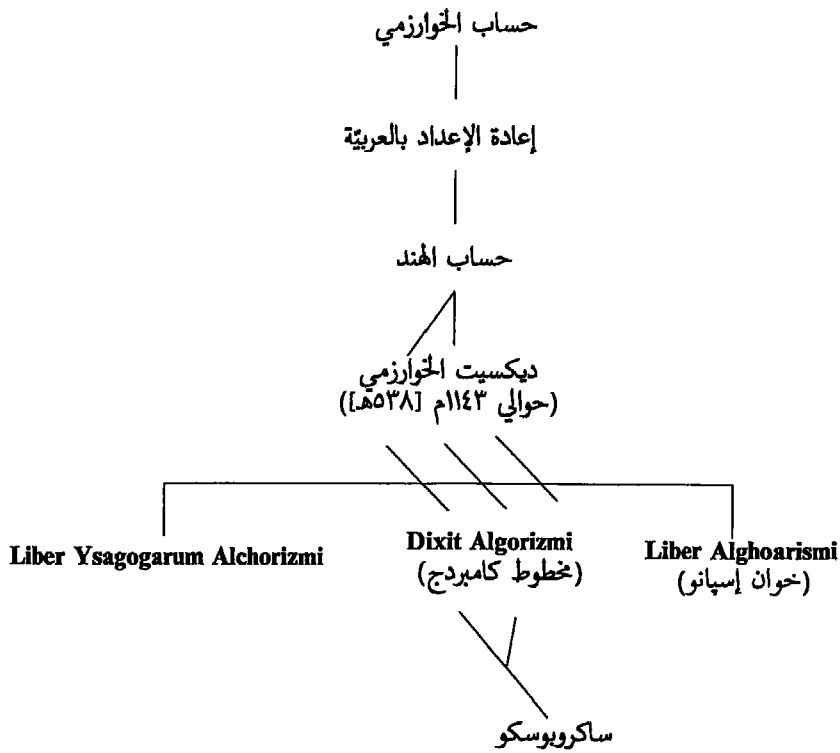 حساب الخوارزمي
إعادة الإعداد بالعربيّة
حساب الهند
ديكسيت الخوارزمي
(حوالي ١١٤٣م [٥٣٨هـ])
Liber Ysagogarum Alchorizmi
Dixit Algorizmi
(مخطوط كامبردج)
Liber Alghoarismi
(خوان إسپانو)
ساكروبوسكو